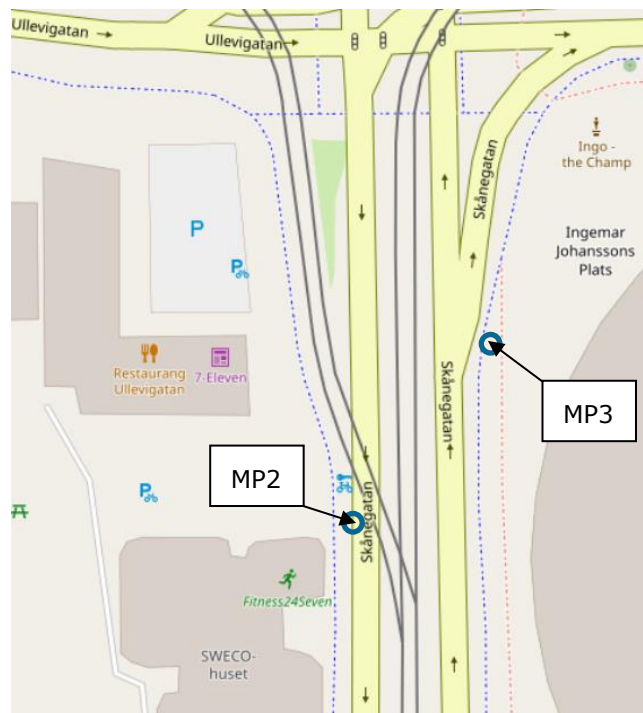 Ullevigatan
Ullevigatan
Skånegatan
Ingo -
the Champ
Ingemar
Johanssons
Plats
P
P
Restaurang
Ullevigatan
7-Eleven
Skånegatan
MP3
MP2
Skånegatan
P
Fitness24Seven
SWECO-
huset